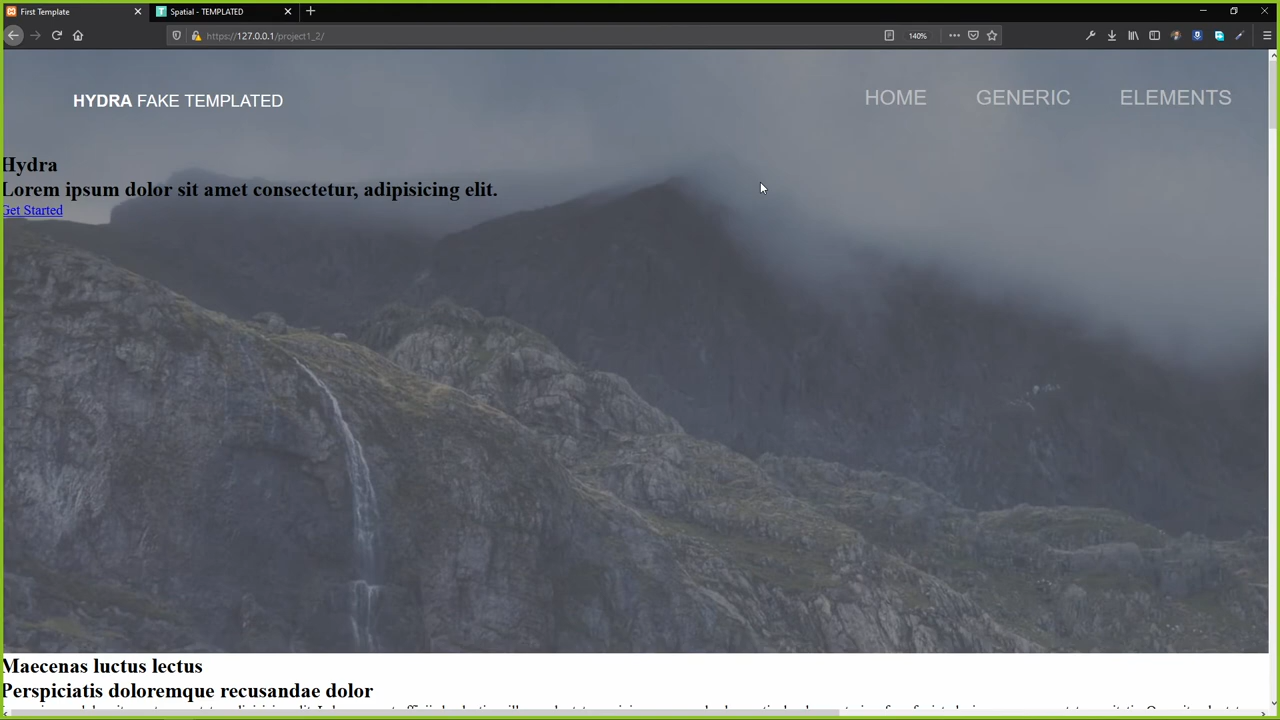 First Template
Spatial - TEMPLATED
https://127.0.0.1/project1_2/
140%
HYDRA FAKE TEMPLATED
HOME
GENERIC
ELEMENTS
Hydra
Lorem ipsum dolor sit amet consectetur, adipisicing elit.
Get Started
Maecenas luctus lectus
Perspiciatis doloremque recusandae dolor